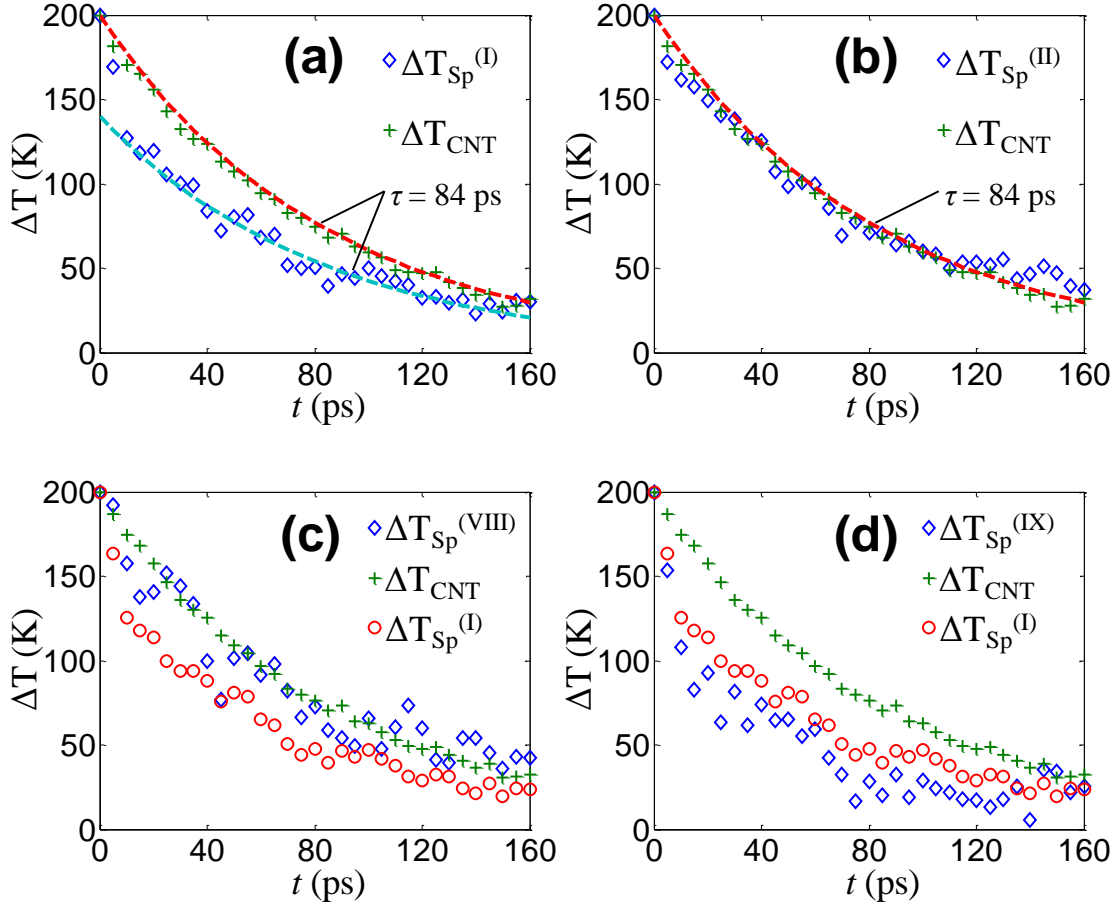 (a)
ΔT_Sp^(I)
ΔT_CNT
τ = 84 ps
ΔT (K)
200
150
100
50
0
0 40 80 120 160
t (ps)
(b)
ΔT_Sp^(II)
ΔT_CNT
τ = 84 ps
ΔT (K)
200
150
100
50
0
0 40 80 120 160
t (ps)
(c)
ΔT_Sp^(VIII)
ΔT_CNT
ΔT_Sp^(I)
ΔT (K)
200
150
100
50
0
0 40 80 120 160
t (ps)
(d)
ΔT_Sp^(IX)
ΔT_CNT
ΔT_Sp^(I)
ΔT (K)
200
150
100
50
0
0 40 80 120 160
t (ps)